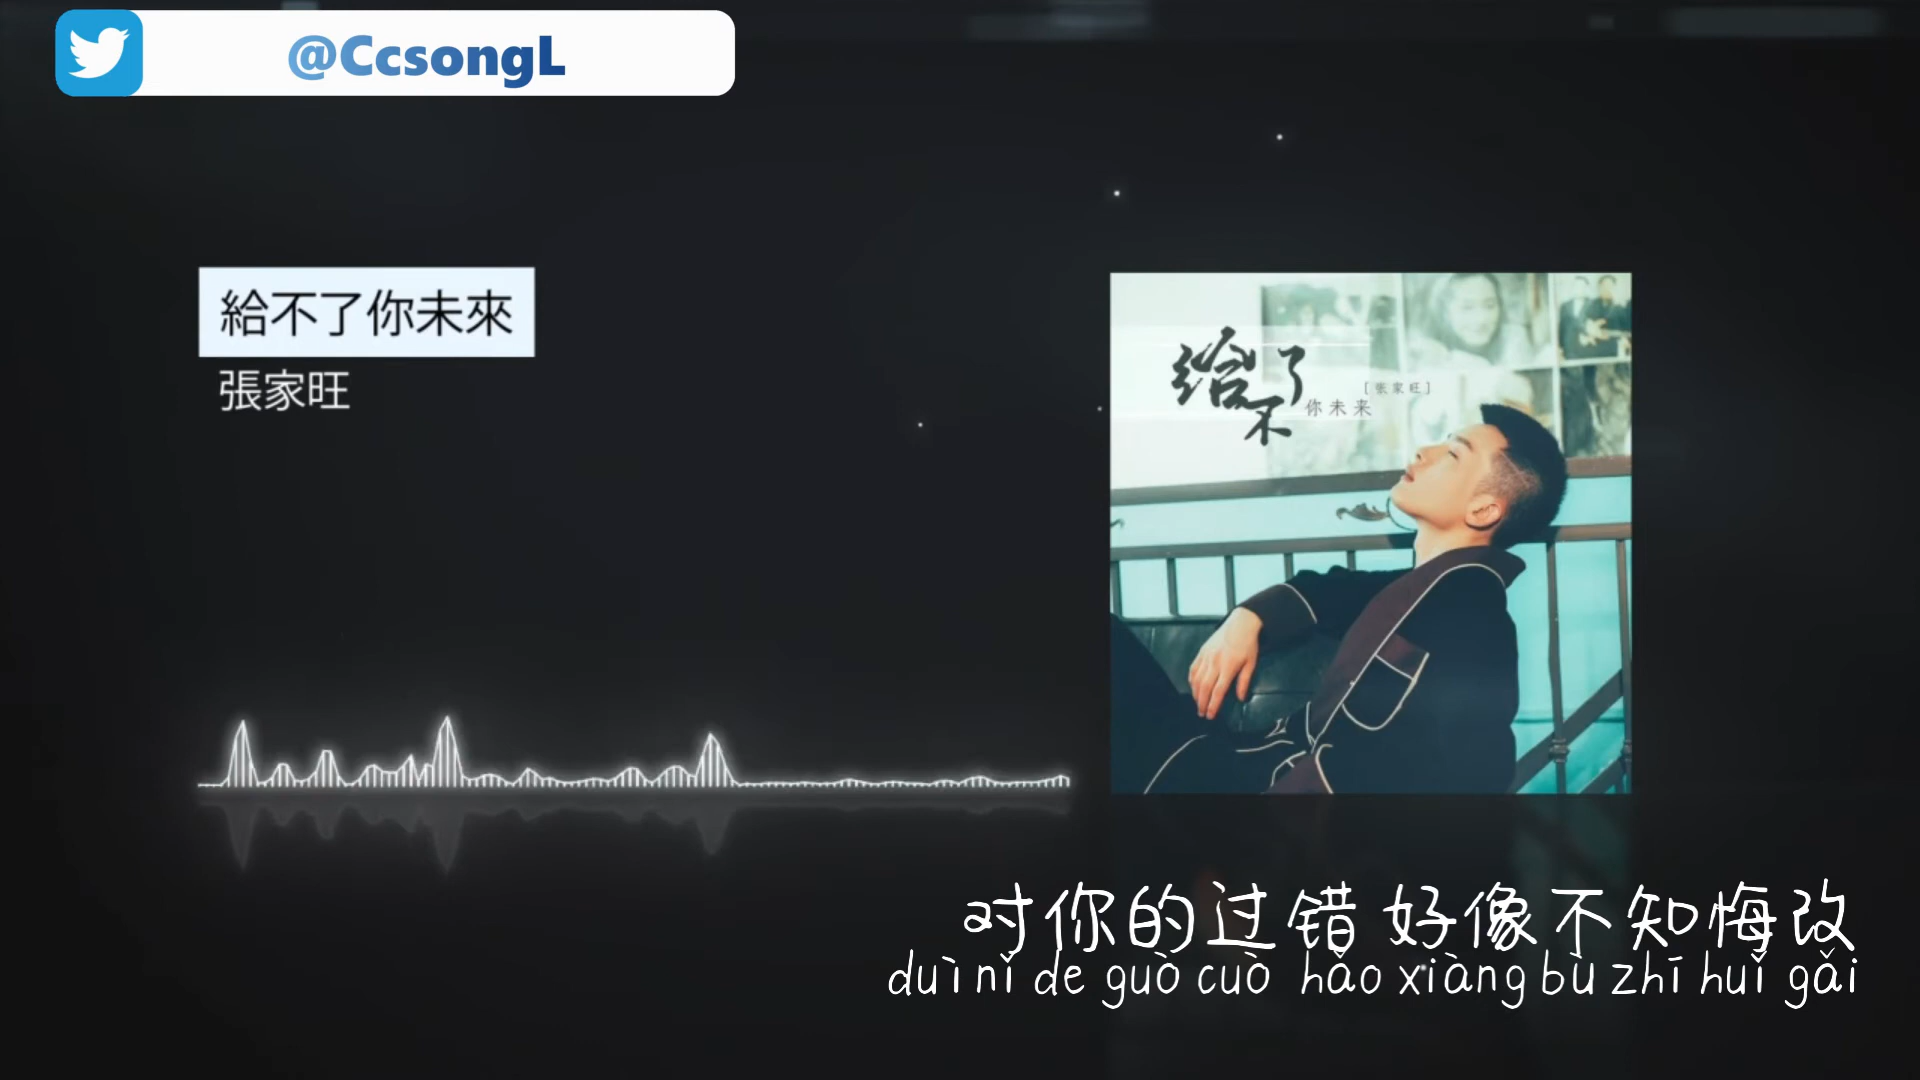 @CcsongL
給不了你未來
張家旺
给不了
你未来
[张家旺]
对你的过错 好像不知悔改
duì nǐ de guò cuò hǎo xiàng bù zhī huǐ gǎi